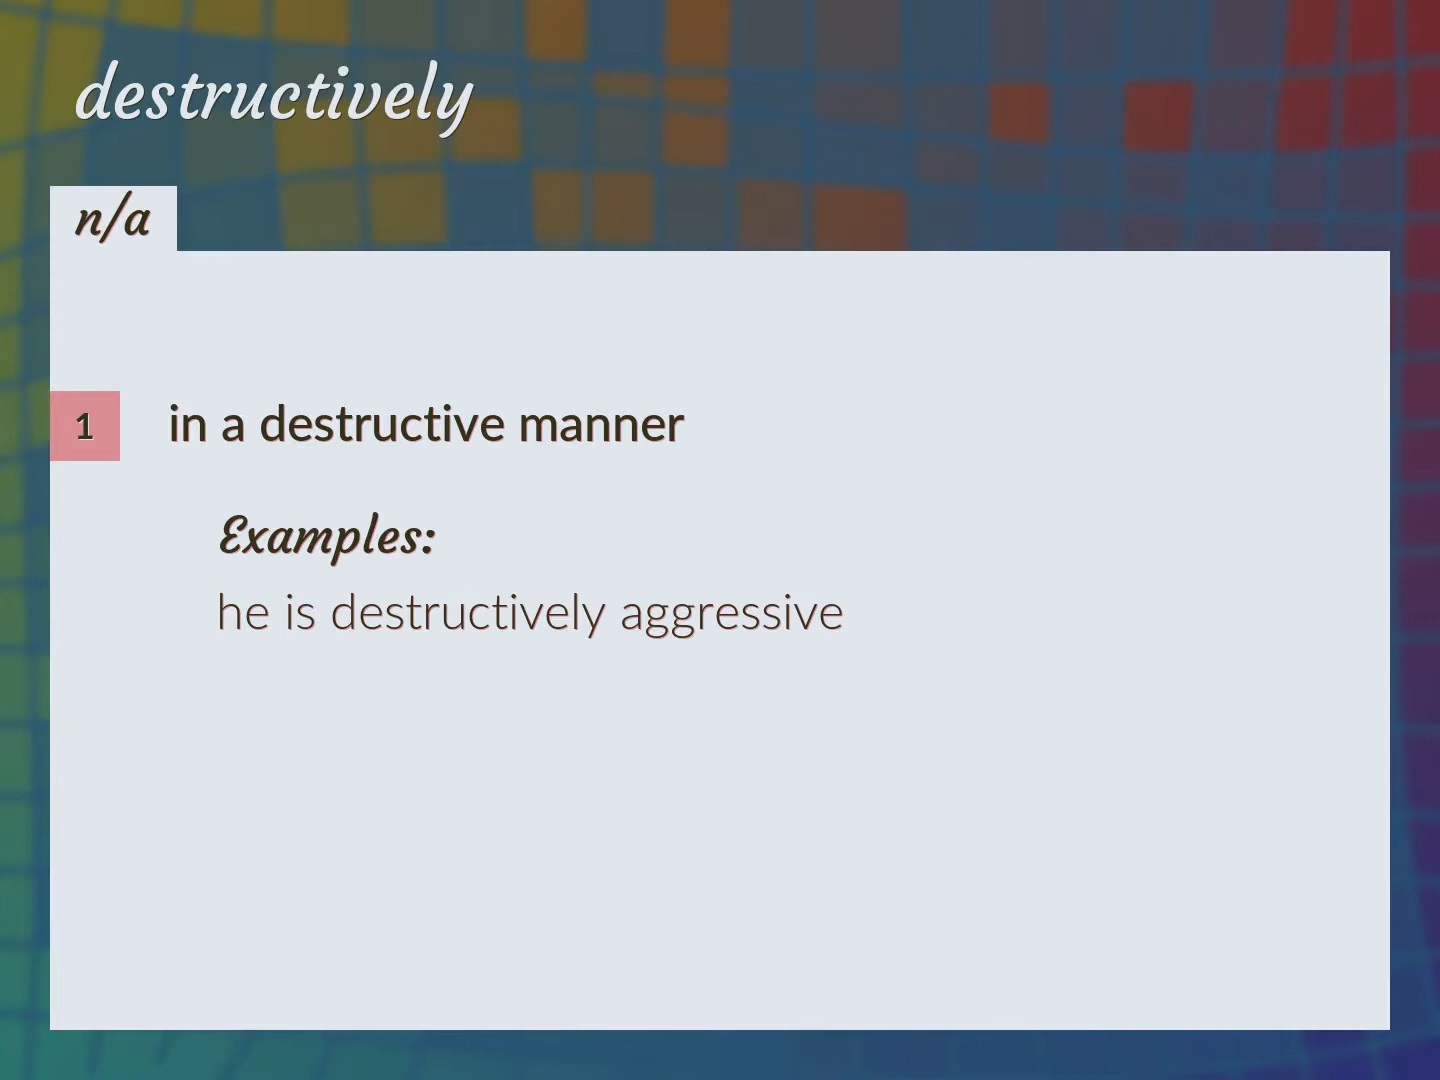 destructively
n/a
1 in a destructive manner
Examples:
he is destructively aggressive